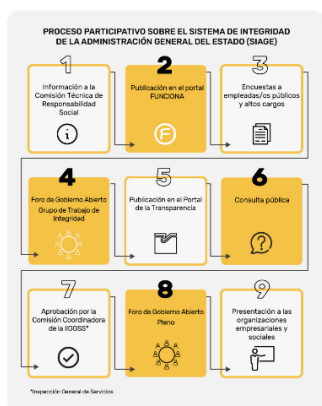 PROCESO PARTICIPATIVO SOBRE EL SISTEMA DE INTEGRIDAD
DE LA ADMINISTRACIÓN GENERAL DEL ESTADO (SIAGE)
1
Información a la
Comisión Técnica de
Responsabilidad
Social
2
Publicación en el portal
FUNCIONA
F
3
Encuestas a
empleadas/os públicos
y altos cargos
4
Foro de Gobierno Abierto
Grupo de Trabajo de
Integridad
5
Publicación en el Portal
de la Transparencia
6
Consulta pública
7
Aprobación por la
Comisión Coordinadora
de la IIGGSS*
8
Foro de Gobierno Abierto
Pleno
9
Presentación a las
organizaciones
empresariales y
sociales
*Inspección General de Servicios